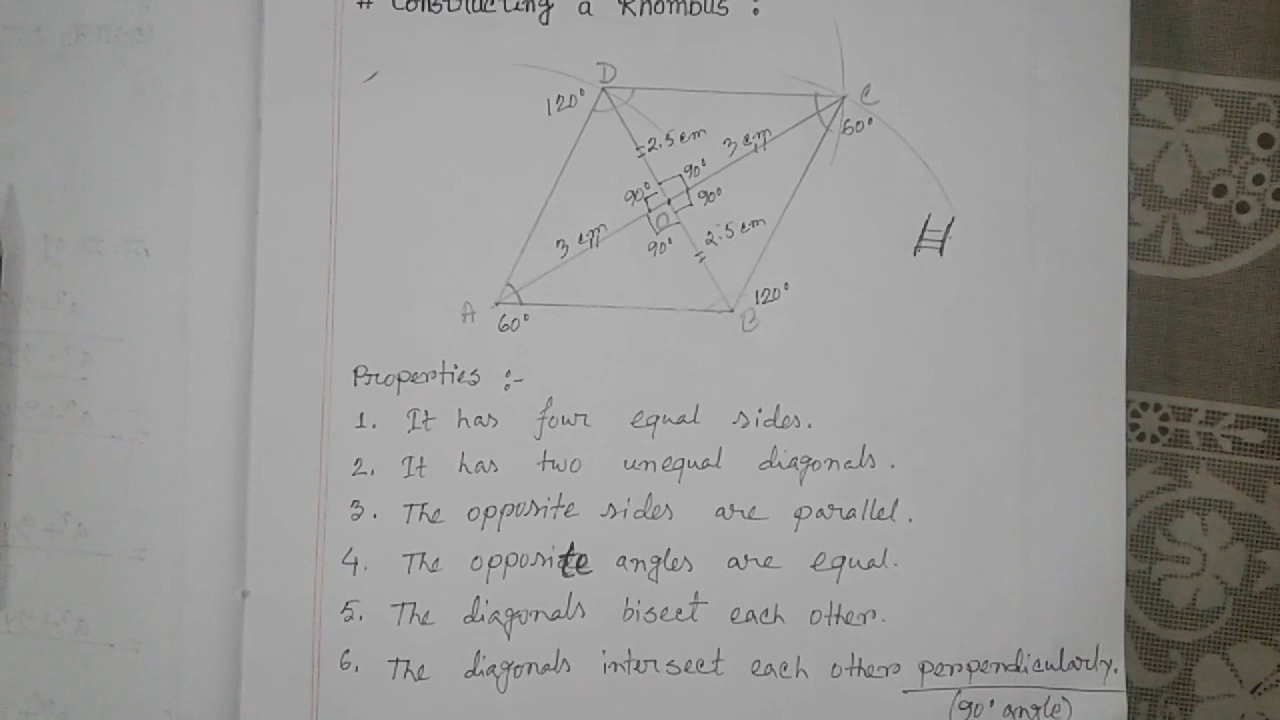 # Constructing a Rhombus :
D
120°
C
60°
= 2.5 cm
3 cm
90°
90°
90°
90°
O
3 cm
= 2.5 cm
A
60°
B
120°
Properties :-
1. It has four equal sides.
2. It has two unequal diagonals.
3. The opposite sides are parallel.
4. The opposite angles are equal.
5. The diagonals bisect each other.
6. The diagonals intersect each other perpendicularly.
(90° angle)